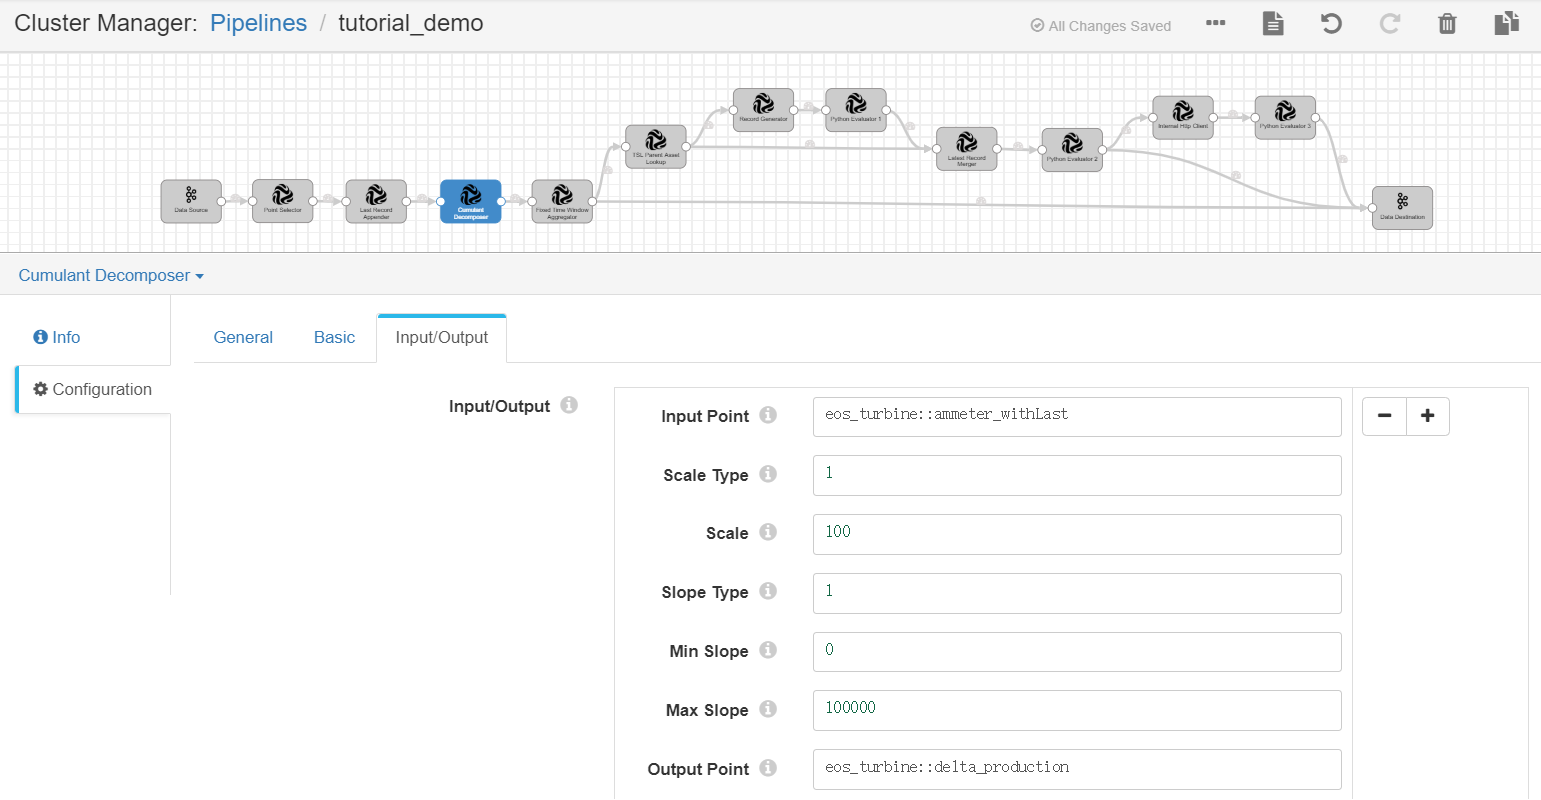 Cluster Manager: Pipelines / tutorial_demo
All Changes Saved
Record Generator
Python Evaluator 1
Internal Http Client
Python Evaluator 3
TSL Parent Asset
Lookup
Latest Record
Merger
Python Evaluator 2
Data Source
Point Selector
Last Record
Appender
Cumulant
Decomposer
Fixed Time Window
Aggregator
Data Destination
Cumulant Decomposer
Info
Configuration
General
Basic
Input/Output
Input/Output
Input Point
eos_turbine::ammeter_withLast
Scale Type
1
Scale
100
Slope Type
1
Min Slope
0
Max Slope
100000
Output Point
eos_turbine::delta_production